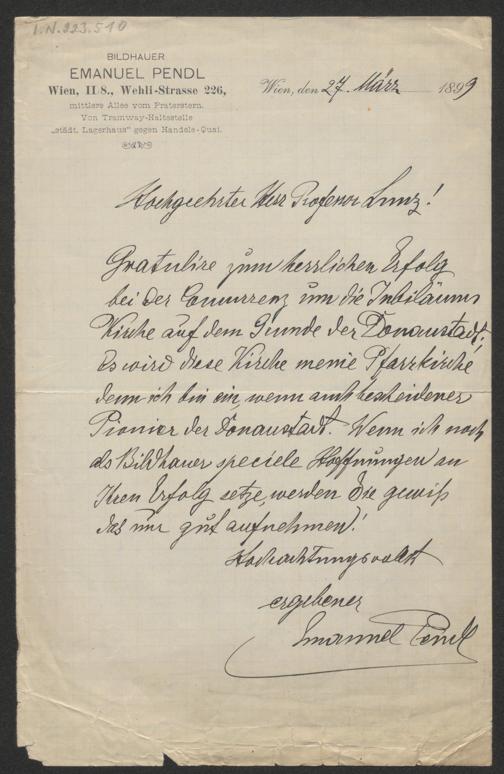 I.N. 223.510
BILDHAUER
EMANUEL PENDL
Wien, II/8., Wehli-Strasse 226,
mittlere Allee vom Praterstern.
Von Tramway-Haltestelle
„städt. Lagerhaus" gegen Handels-Quai.
Wien, den 27. März 1899
Hochgeehrter Herr Professor Luntz!
Gratulire zum herrlichen Erfolg
bei der Concurrenz um die Jubiläums
Kirche auf dem Grunde der Donaustadt.
Es wird diese Kirche meine Pfarrkirche
denn ich bin ein, wenn auch bescheidener
Pionier der Donaustadt. Wenn ich noch
als Bildhauer speciele Hoffnungen an
Ihren Erfolg setze, werden Sie gewiß
das mir gut aufnehmen!
Hochachtungsvollst
ergebener
Emanuel Pendl